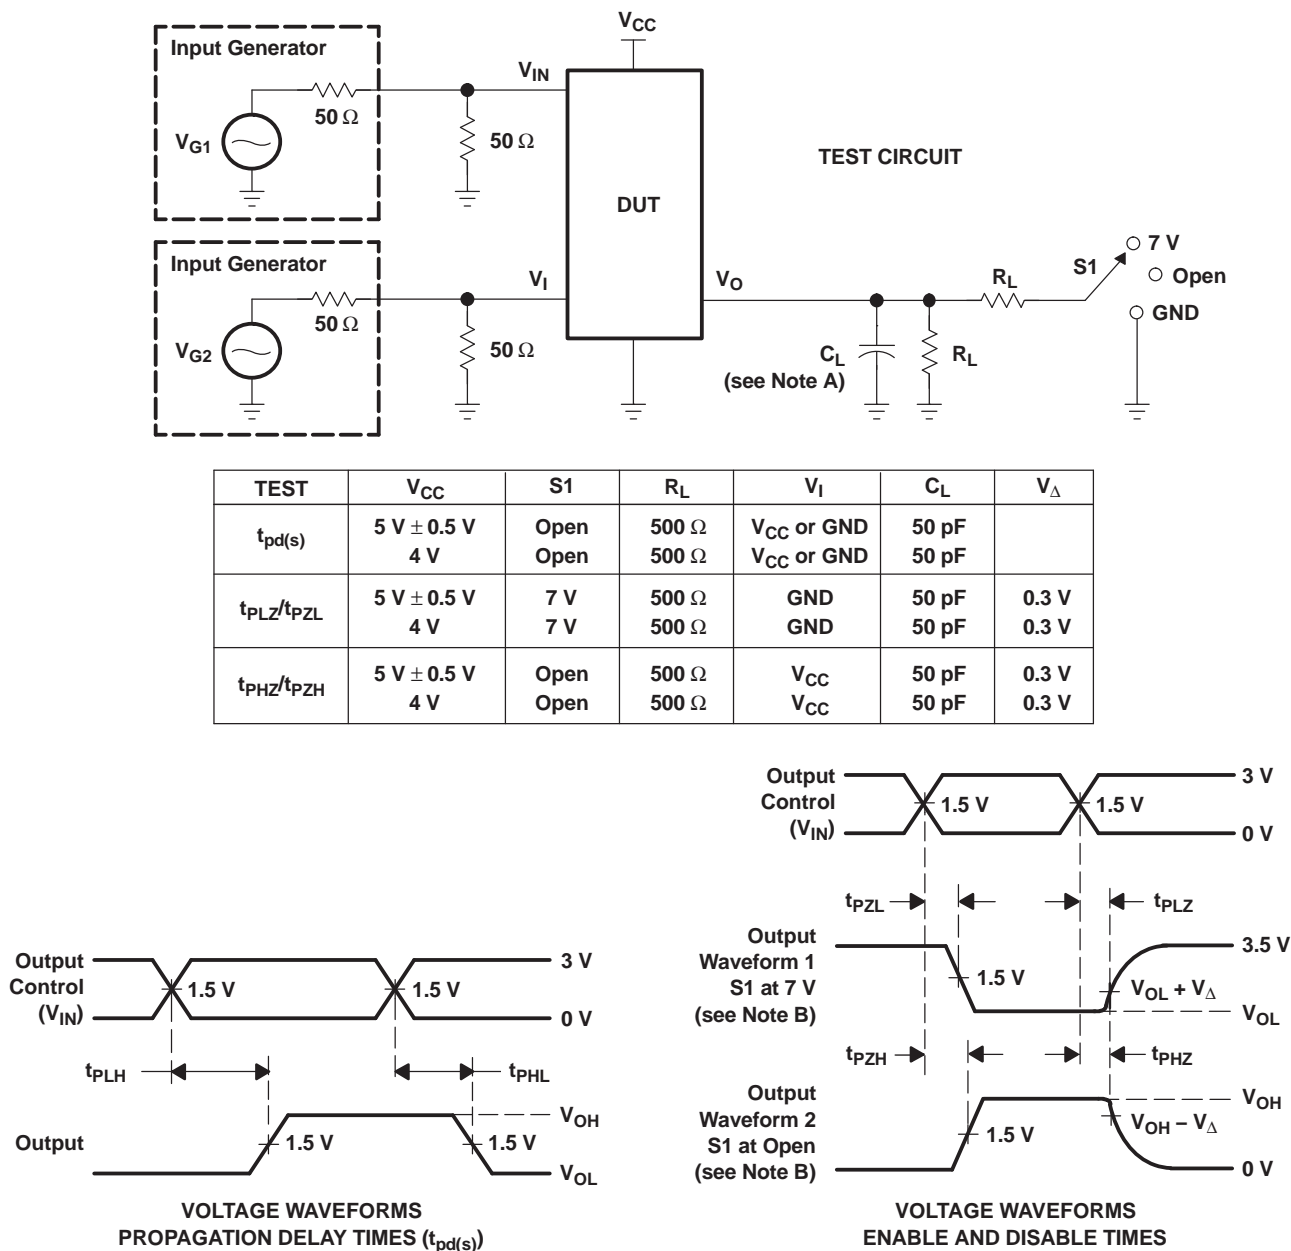 Input Generator
V_G1
50 Ω
50 Ω
V_IN
V_CC
DUT
TEST CIRCUIT
Input Generator
V_G2
50 Ω
50 Ω
V_I
V_O
C_L
(see Note A)
R_L
R_L
S1
7 V
Open
GND
TEST V_CC S1 R_L V_I C_L V_Δ
t_pd(s) 5 V ± 0.5 V Open 500 Ω V_CC or GND 50 pF
4 V Open 500 Ω V_CC or GND 50 pF
t_PLZ/t_PZL 5 V ± 0.5 V 7 V 500 Ω GND 50 pF 0.3 V
4 V 7 V 500 Ω GND 50 pF 0.3 V
t_PHZ/t_PZH 5 V ± 0.5 V Open 500 Ω V_CC 50 pF 0.3 V
4 V Open 500 Ω V_CC 50 pF 0.3 V
Output
Control
(V_IN)
1.5 V
1.5 V
3 V
0 V
t_PLH
t_PHL
Output
1.5 V
1.5 V
V_OH
V_OL
VOLTAGE WAVEFORMS
PROPAGATION DELAY TIMES (t_pd(s))
Output
Control
(V_IN)
1.5 V
1.5 V
3 V
0 V
t_PZL
t_PLZ
Output
Waveform 1
S1 at 7 V
(see Note B)
1.5 V
3.5 V
V_OL + V_Δ
V_OL
t_PZH
t_PHZ
Output
Waveform 2
S1 at Open
(see Note B)
1.5 V
V_OH
V_OH − V_Δ
0 V
VOLTAGE WAVEFORMS
ENABLE AND DISABLE TIMES